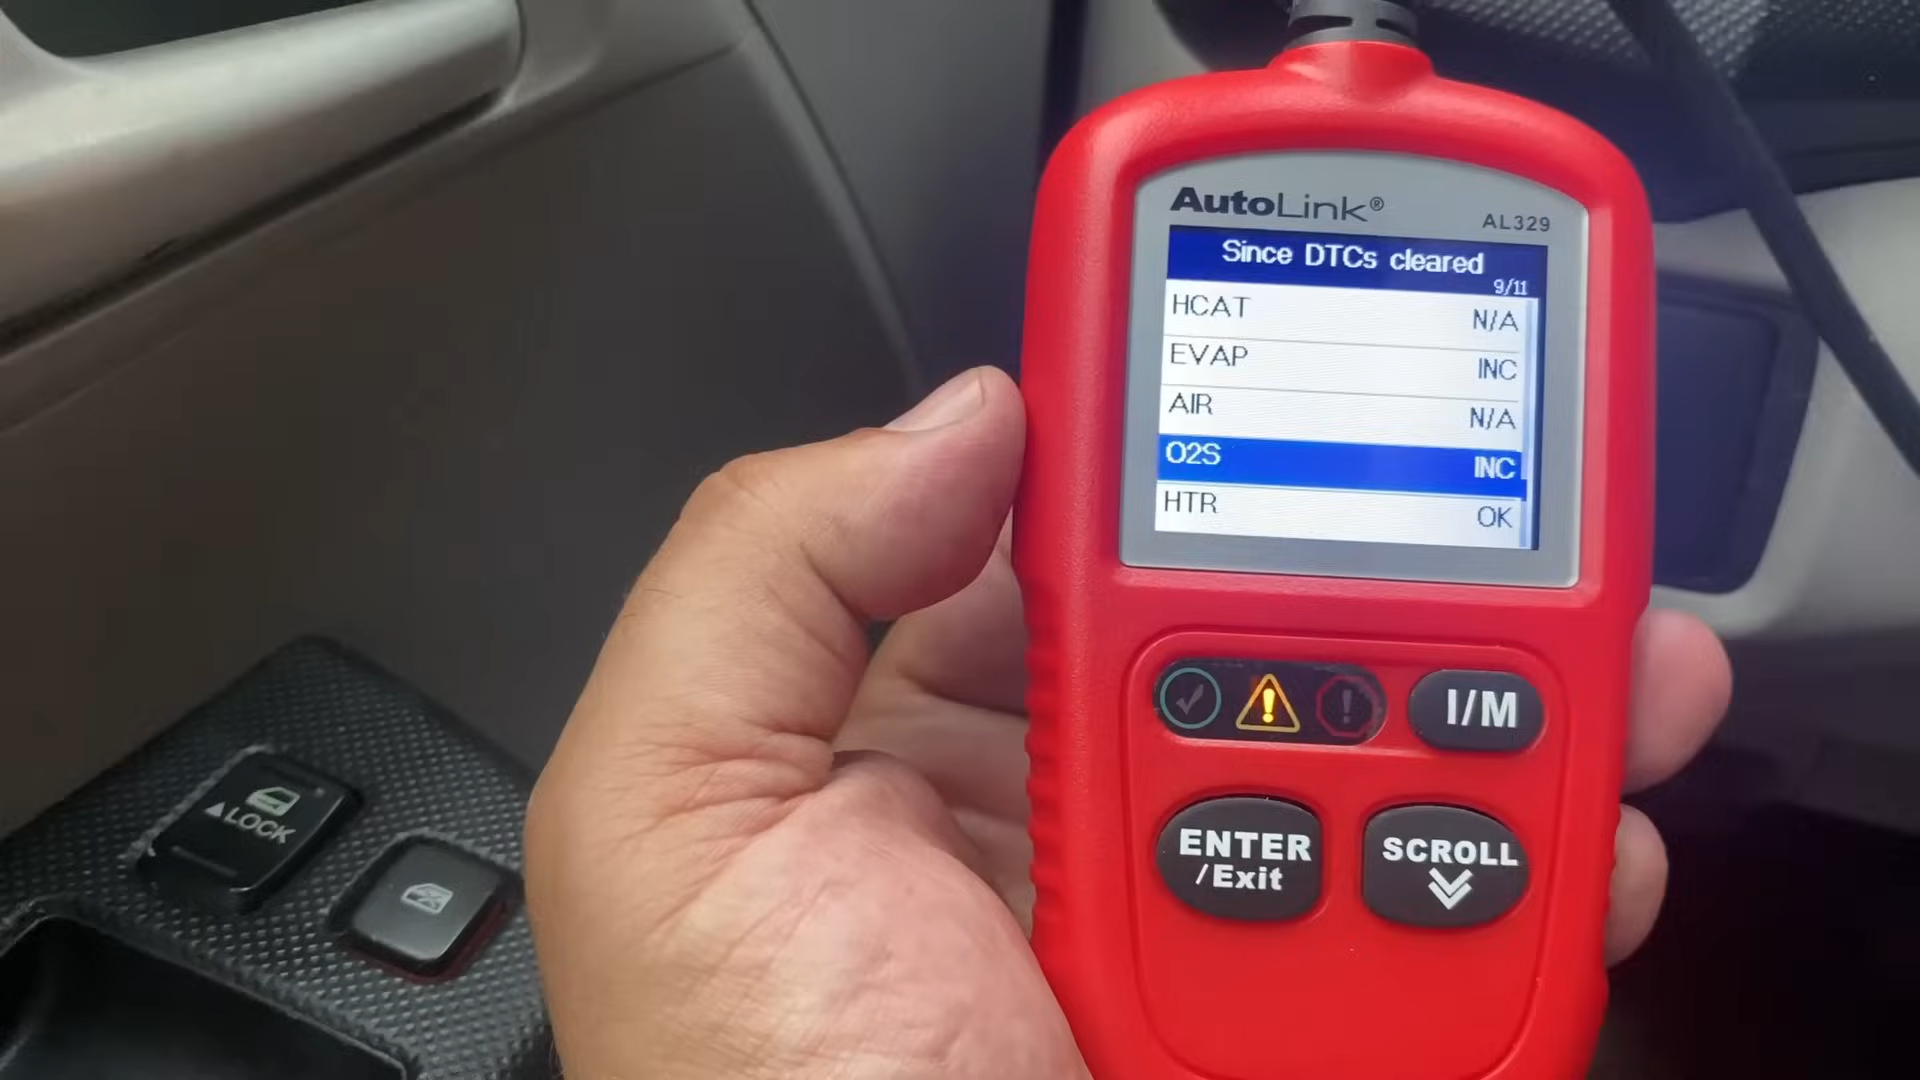 AutoLink®
AL329
Since DTCs cleared
9/11
HCAT N/A
EVAP INC
AIR N/A
O2S INC
HTR OK
I/M
ENTER
/Exit
SCROLL
▲LOCK